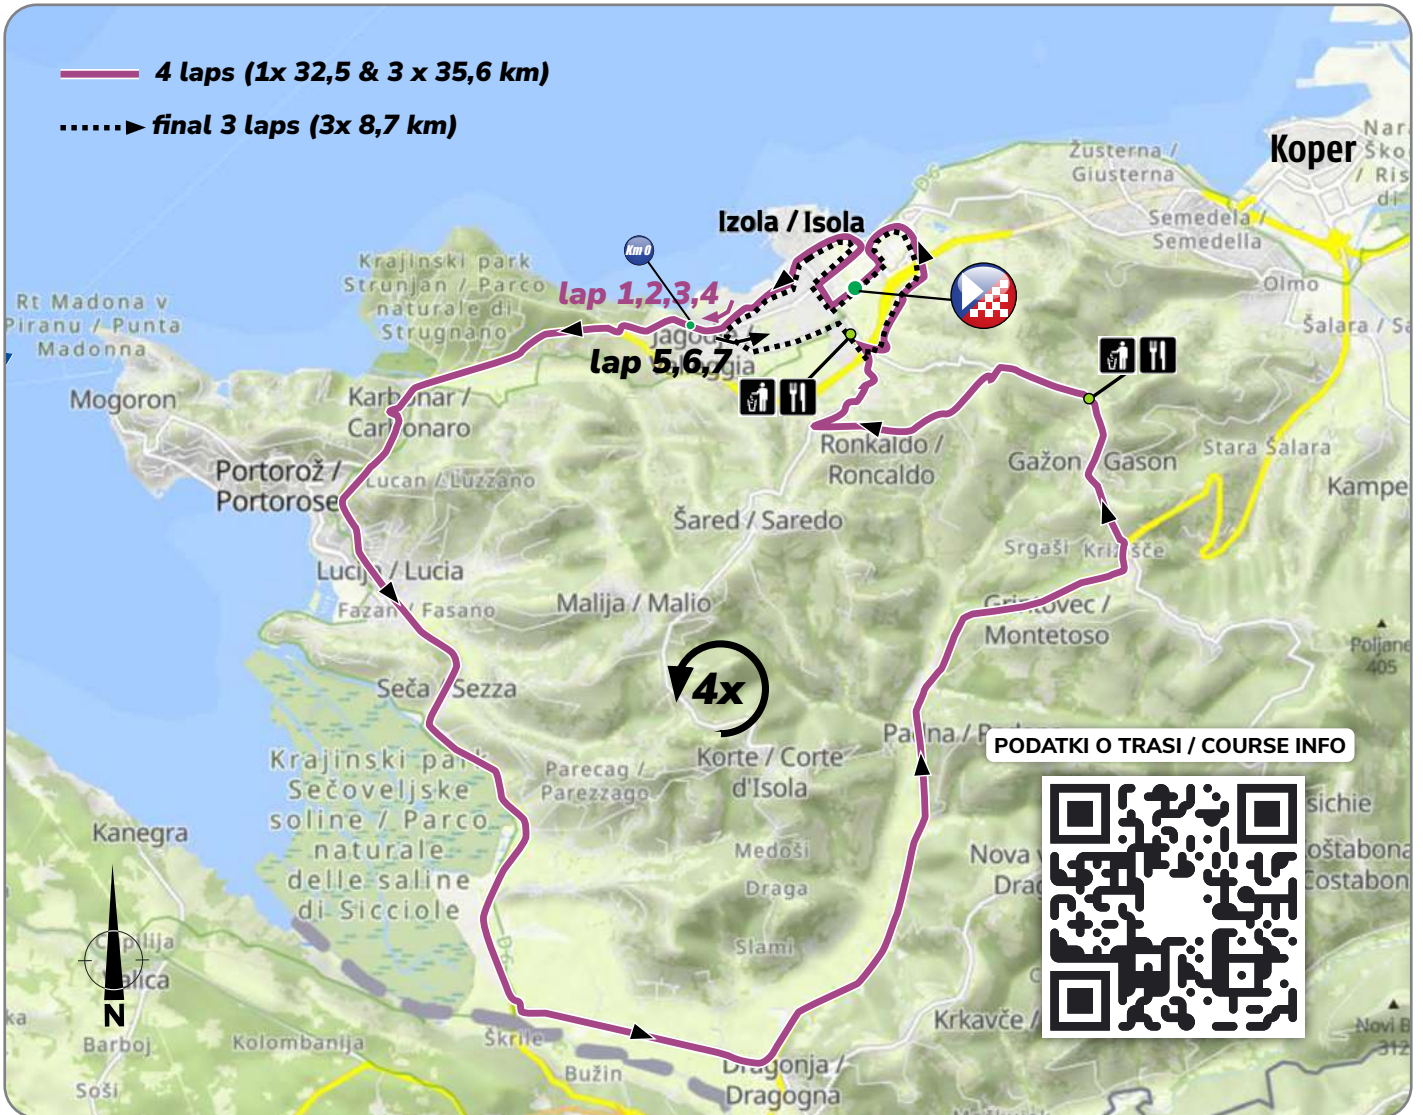 4 laps (1x 32,5 & 3 x 35,6 km)
final 3 laps (3x 8,7 km)
Koper
Žusterna /
Giusterna
D6
Semedela /
Semedella
Olmo
Izola / Isola
Km 0
lap 1,2,3,4
lap 5,6,7
Krajinski park
Strunjan / Parco
naturale di
Strugnano
Rt Madona v
Piranu / Punta
Madonna
Mogoron
Karbonar /
Carbonaro
Ronkaldo /
Roncaldo
Gažon / Gason
Stara Šalara
Portorož /
Portorose
Lucan / Luzzano
Šared / Saredo
Srgaši
Križišče
Lucija / Lucia
Fazan / Fasano
Malija / Malio
Grintovec /
Montetoso
405
4x
Seča / Sezza
Korte / Corte
d'Isola
Parecag /
Parezzago
Krajinski park
Sečoveljske
soline / Parco
naturale
delle saline
di Sicciole
PODATKI O TRASI / COURSE INFO
Kanegra
Medoši
Draga
Slami
D6
N
Krkavče /
Barboj
Kolombanija
Škrile
Soši
Bužin
Dragonja /
Dragogna